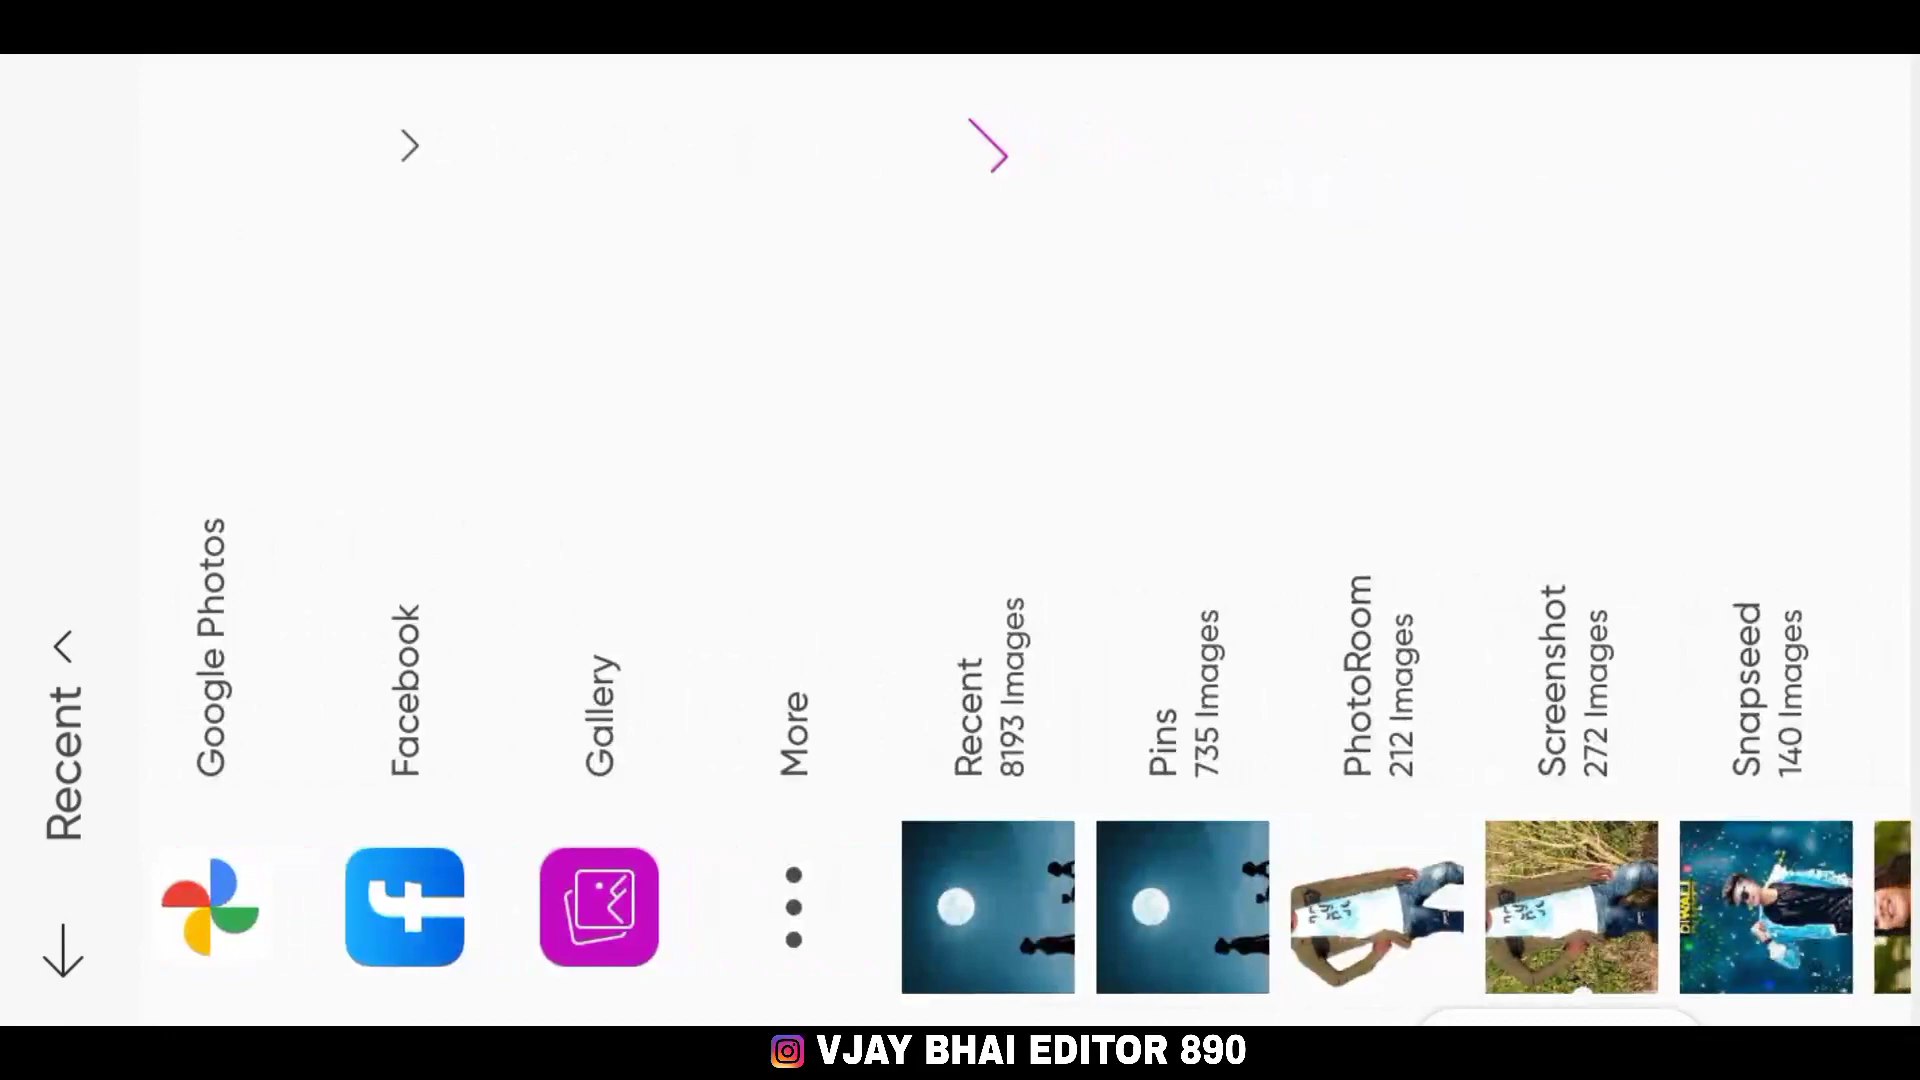 Recent
Google Photos
Facebook
Gallery
More
Recent
8193 Images
Pins
735 Images
PhotoRoom
212 Images
Screenshot
272 Images
Snapseed
140 Images
DIWALI
VJAY BHAI EDITOR 890